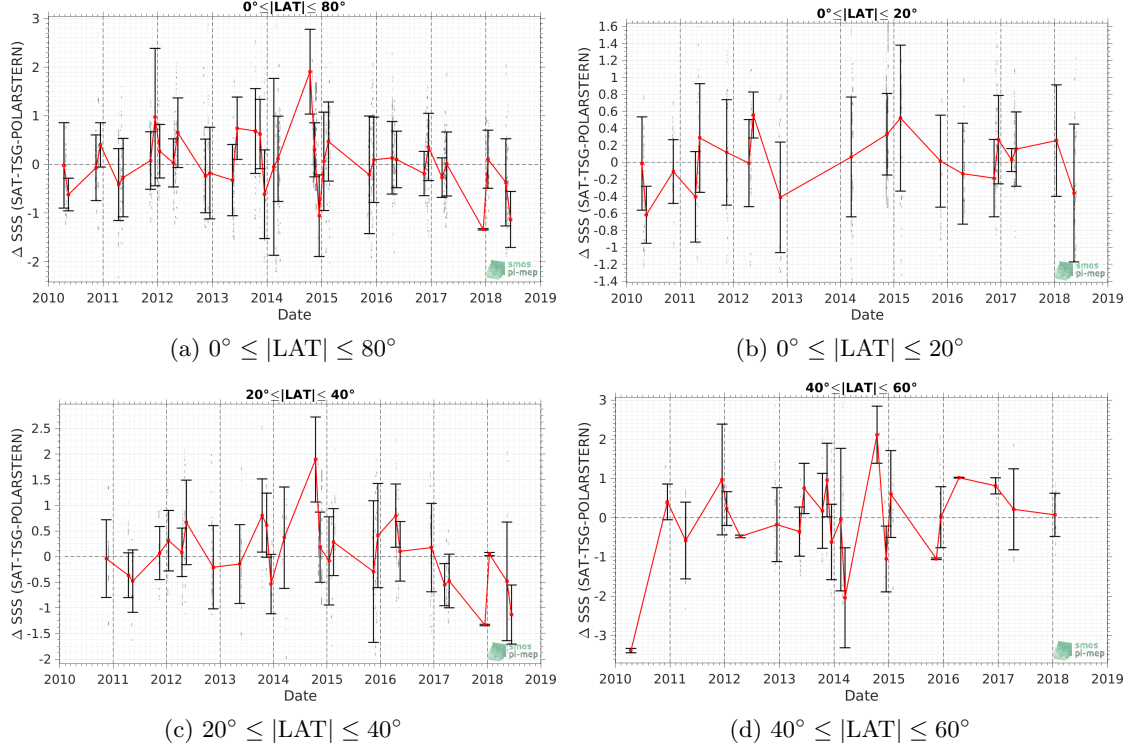 0°≤|LAT|≤ 80°
Δ SSS (SAT-TSG-POLARSTERN)
3
2
1
0
-1
-2
2010 2011 2012 2013 2014 2015 2016 2017 2018 2019
Date
smos
pi-mep
(a) 0° ≤ |LAT| ≤ 80°
0°≤|LAT|≤ 20°
Δ SSS (SAT-TSG-POLARSTERN)
1.6
1.4
1.2
1
0.8
0.6
0.4
0.2
0
-0.2
-0.4
-0.6
-0.8
-1
-1.2
-1.4
2010 2011 2012 2013 2014 2015 2016 2017 2018 2019
Date
smos
pi-mep
(b) 0° ≤ |LAT| ≤ 20°
20°≤|LAT|≤ 40°
Δ SSS (SAT-TSG-POLARSTERN)
2.5
2
1.5
1
0.5
0
-0.5
-1
-1.5
-2
2010 2011 2012 2013 2014 2015 2016 2017 2018 2019
Date
smos
pi-mep
(c) 20° ≤ |LAT| ≤ 40°
40°≤|LAT|≤ 60°
Δ SSS (SAT-TSG-POLARSTERN)
3
2
1
0
-1
-2
-3
2010 2011 2012 2013 2014 2015 2016 2017 2018 2019
Date
smos
pi-mep
(d) 40° ≤ |LAT| ≤ 60°